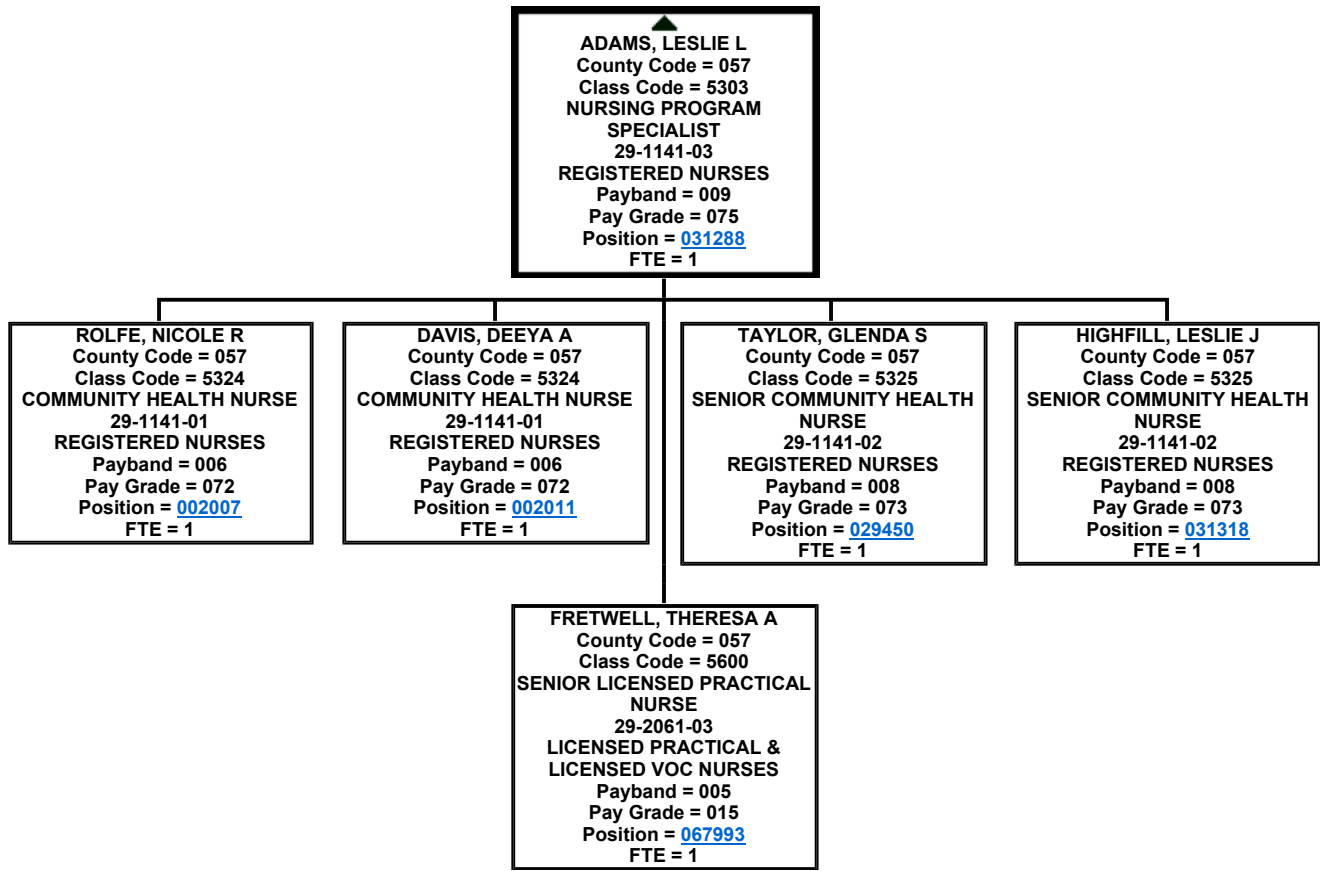 ADAMS, LESLIE L
County Code = 057
Class Code = 5303
NURSING PROGRAM
SPECIALIST
29-1141-03
REGISTERED NURSES
Payband = 009
Pay Grade = 075
Position = 031288
FTE = 1
ROLFE, NICOLE R
County Code = 057
Class Code = 5324
COMMUNITY HEALTH NURSE
29-1141-01
REGISTERED NURSES
Payband = 006
Pay Grade = 072
Position = 002007
FTE = 1
DAVIS, DEEYA A
County Code = 057
Class Code = 5324
COMMUNITY HEALTH NURSE
29-1141-01
REGISTERED NURSES
Payband = 006
Pay Grade = 072
Position = 002011
FTE = 1
TAYLOR, GLENDA S
County Code = 057
Class Code = 5325
SENIOR COMMUNITY HEALTH
NURSE
29-1141-02
REGISTERED NURSES
Payband = 008
Pay Grade = 073
Position = 029450
FTE = 1
HIGHFILL, LESLIE J
County Code = 057
Class Code = 5325
SENIOR COMMUNITY HEALTH
NURSE
29-1141-02
REGISTERED NURSES
Payband = 008
Pay Grade = 073
Position = 031318
FTE = 1
FRETWELL, THERESA A
County Code = 057
Class Code = 5600
SENIOR LICENSED PRACTICAL
NURSE
29-2061-03
LICENSED PRACTICAL &
LICENSED VOC NURSES
Payband = 005
Pay Grade = 015
Position = 067993
FTE = 1